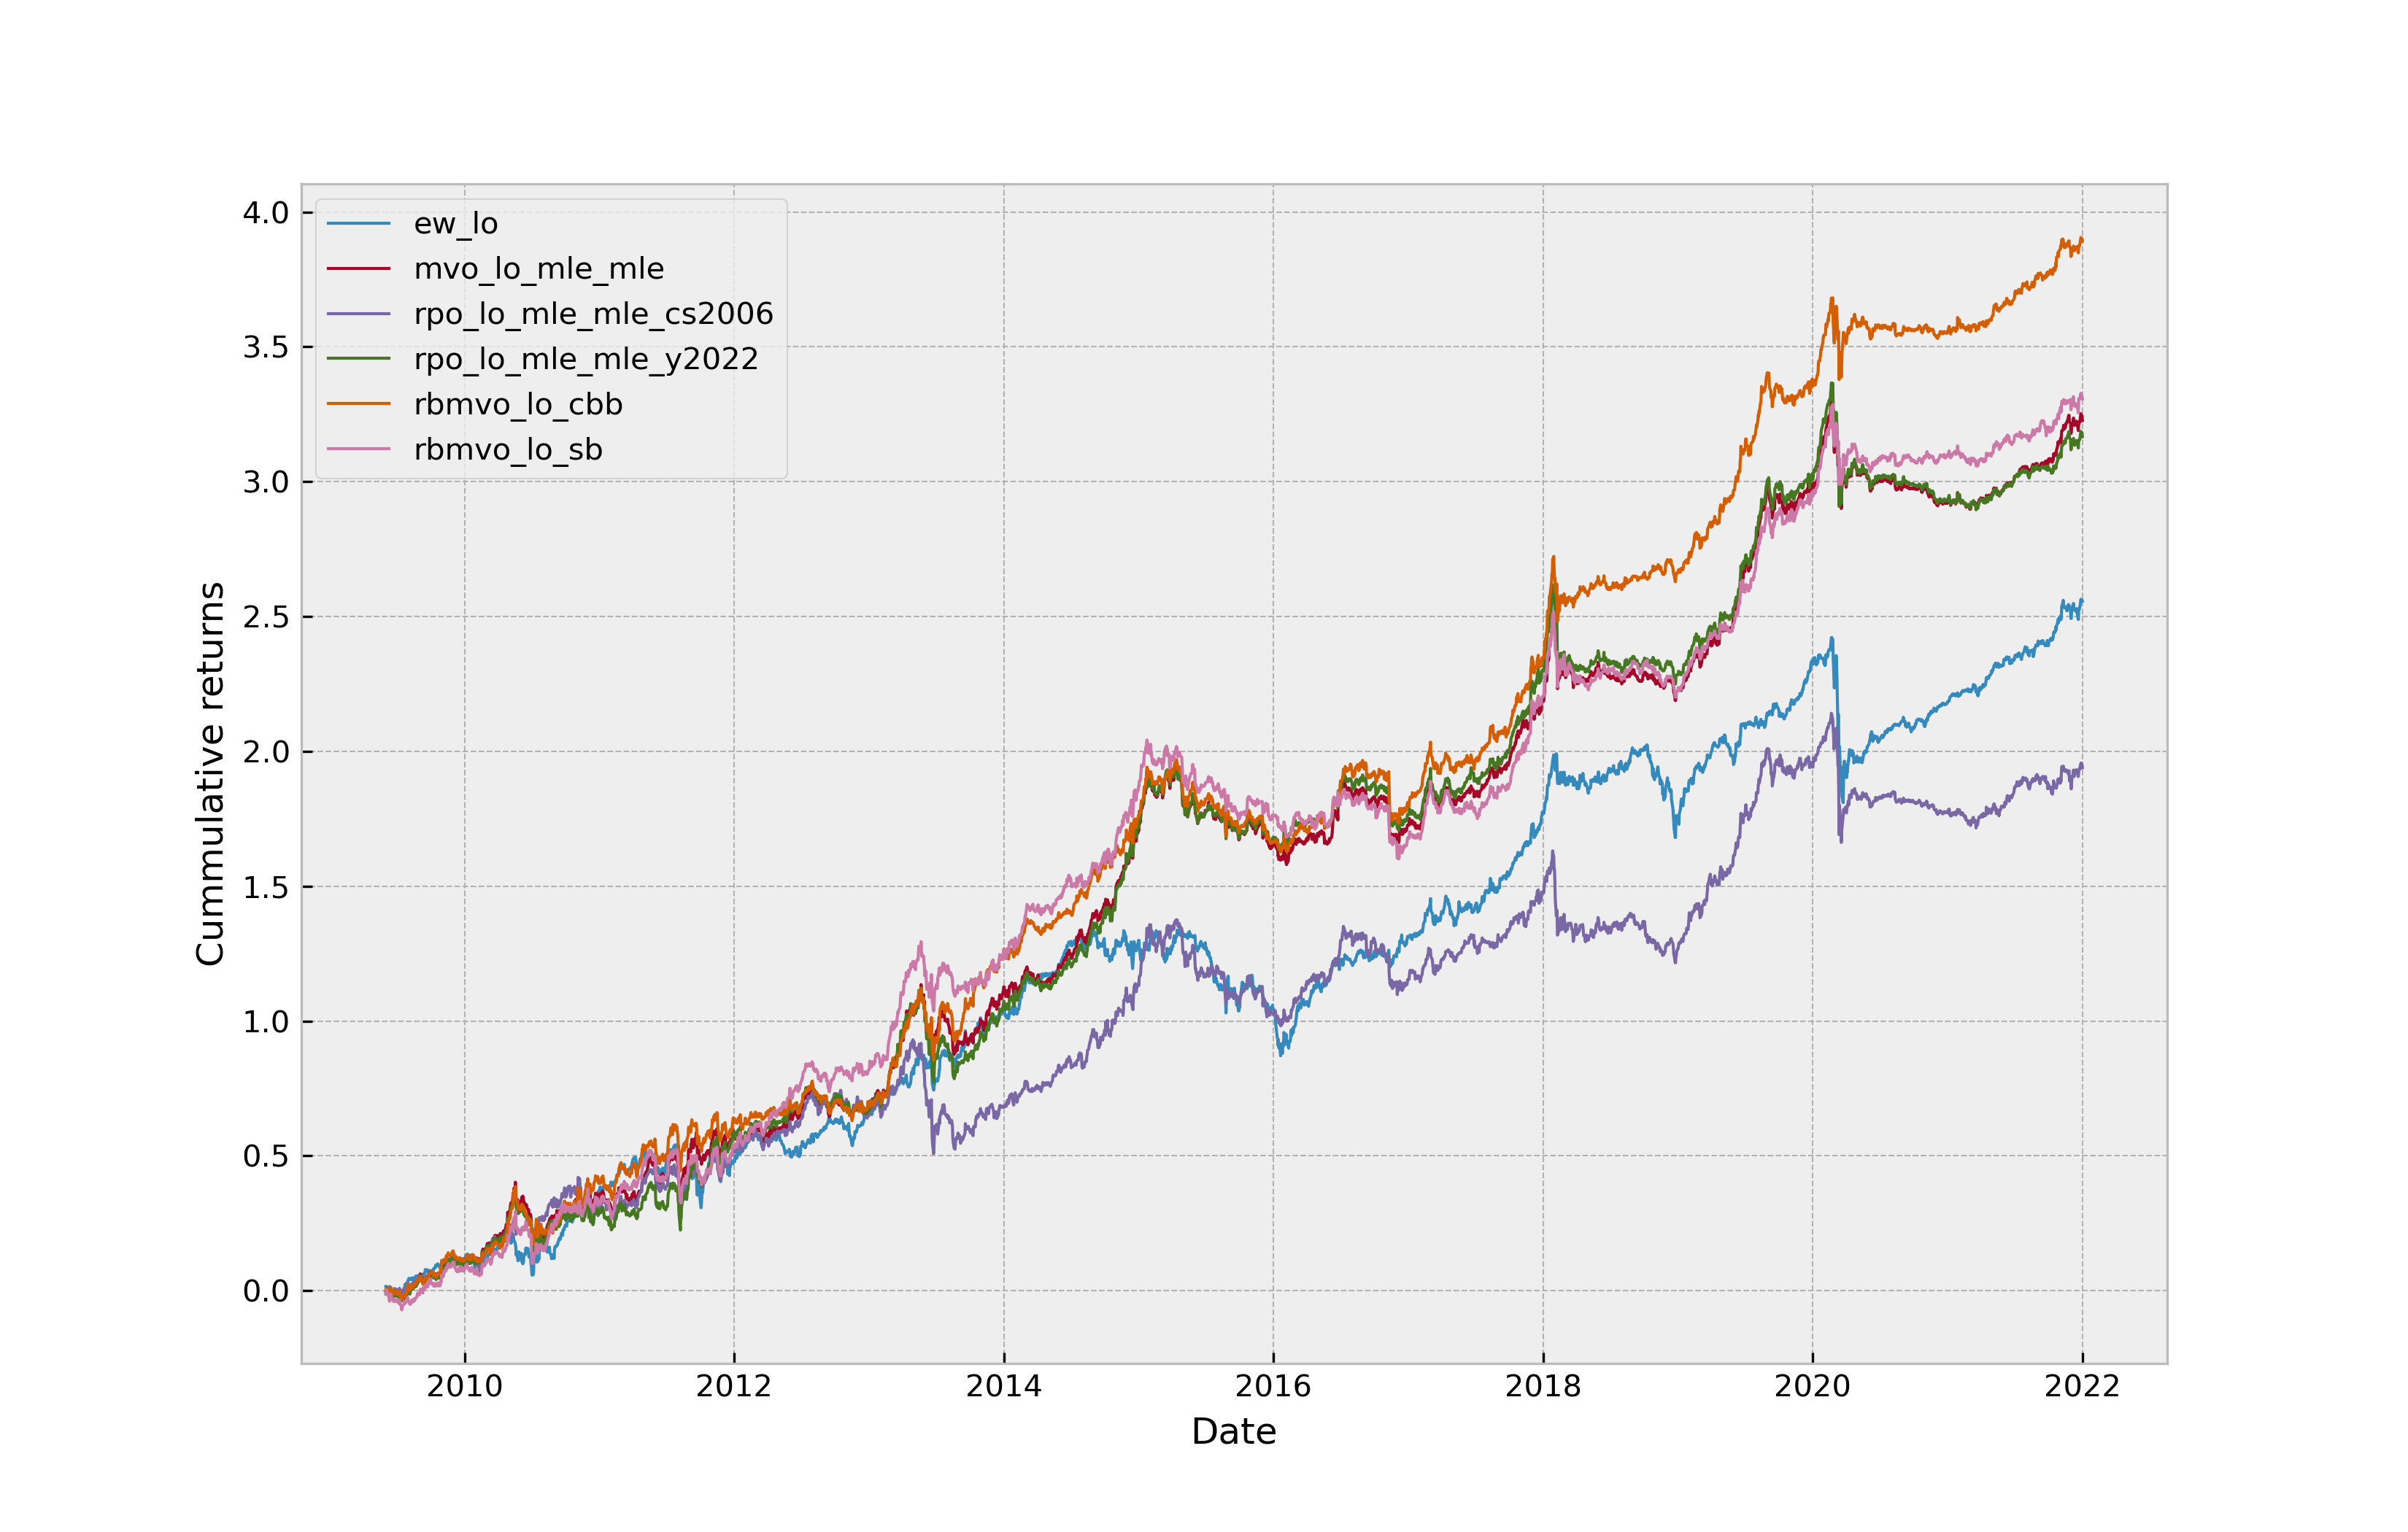 4.0
3.5
3.0
2.5
2.0
1.5
1.0
0.5
0.0
Cummulative returns
ew_lo
mvo_lo_mle_mle
rpo_lo_mle_mle_cs2006
rpo_lo_mle_mle_y2022
rbmvo_lo_cbb
rbmvo_lo_sb
2010 2012 2014 2016 2018 2020 2022
Date